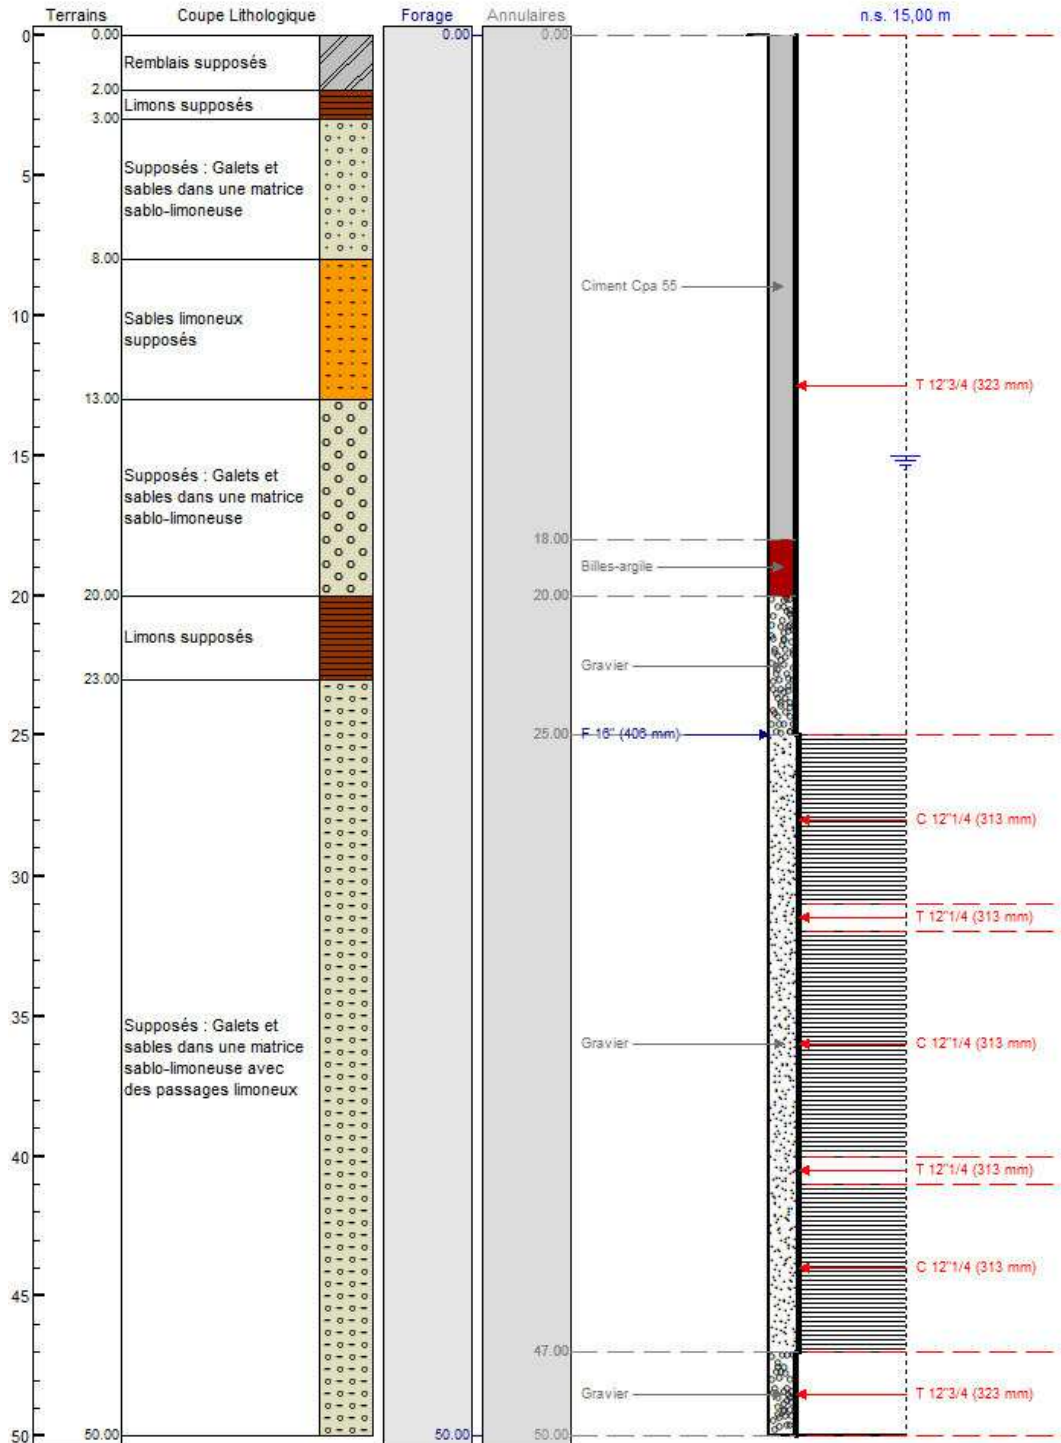 Terrains
Coupe Lithologique
Forage
Annulaires
n.s. 15,00 m
0
0.00
0.00
0.00
Remblais supposés
2.00
Limons supposés
3.00
Supposés : Galets et
sables dans une matrice
sablo-limoneuse
5
8.00
Ciment Cpa 55
Sables limoneux
supposés
10
T 12"3/4 (323 mm)
13.00
15
Supposés : Galets et
sables dans une matrice
sablo-limoneuse
18.00
Billes-argile
20
20.00
20.00
Limons supposés
Gravier
23.00
25
25.00
F 16" (406 mm)
C 12"1/4 (313 mm)
30
T 12"1/4 (313 mm)
35
Supposés : Galets et
sables dans une matrice
sablo-limoneuse avec
des passages limoneux
Gravier
C 12"1/4 (313 mm)
40
T 12"1/4 (313 mm)
C 12"1/4 (313 mm)
45
47.00
Gravier
T 12"3/4 (323 mm)
50
50.00
50.00
50.00